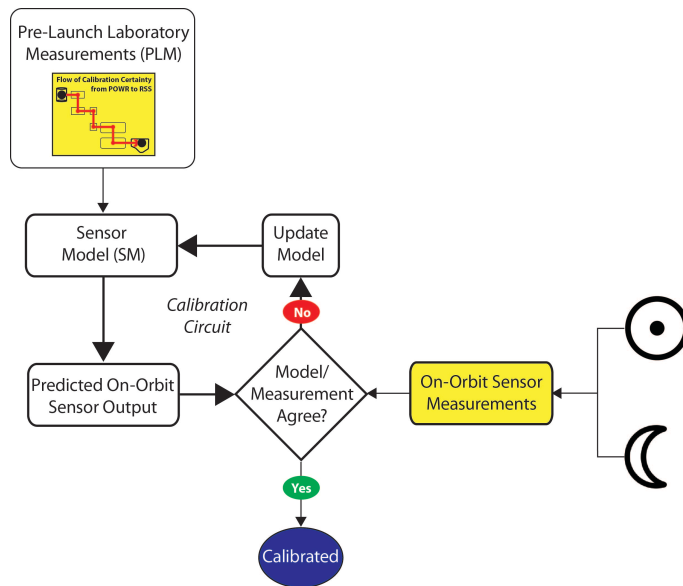 Pre-Launch Laboratory
Measurements (PLM)
Flow of Calibration Certainty
from POWR to RSS
Sensor
Model (SM)
Update
Model
Calibration
Circuit
No
Predicted On-Orbit
Sensor Output
Model/
Measurement
Agree?
On-Orbit Sensor
Measurements
Yes
Calibrated